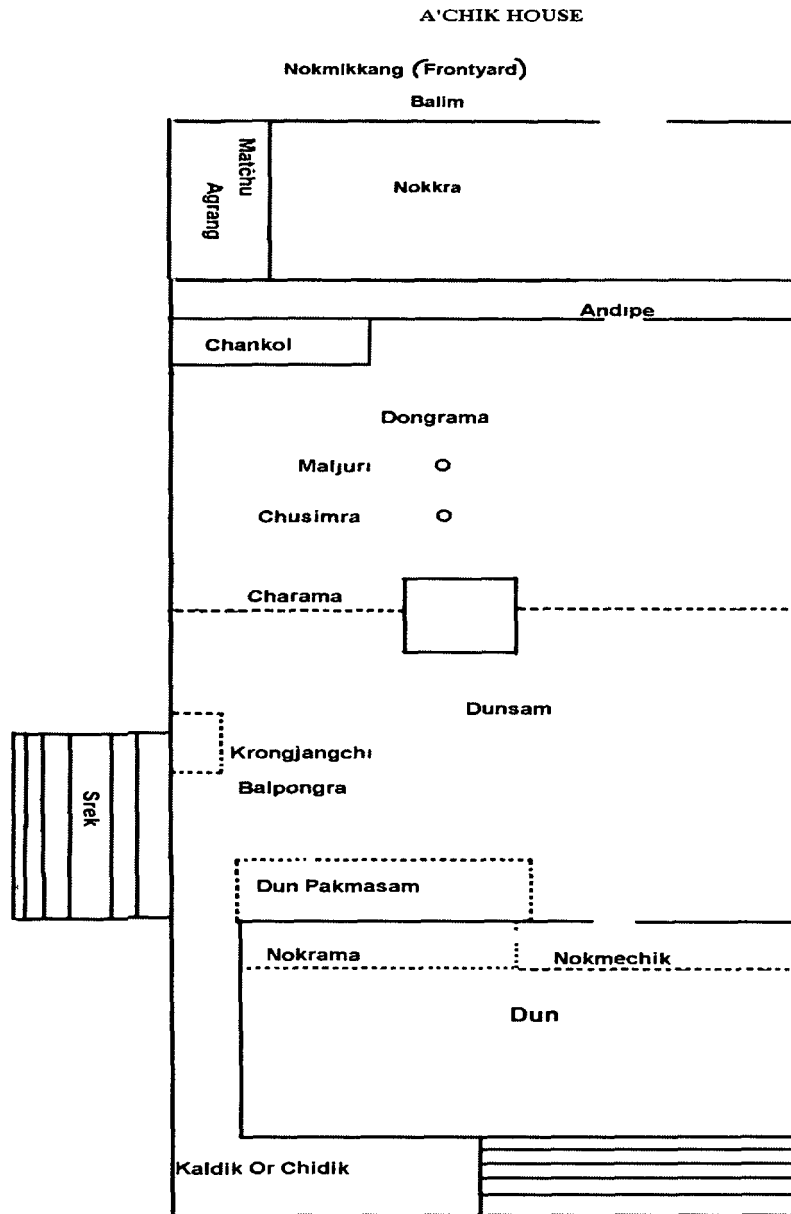 A'CHIK HOUSE
Nokmikkang (Frontyard)
Balim
Matchu
Agrang
Nokkra
Andipe
Chankol
Dongrama
Maljuri
Chusimra
Charama
Dunsam
Krongjangchi
Balpongra
Srek
Dun Pakmasam
Nokrama
Nokmechik
Dun
Kaldik Or Chidik